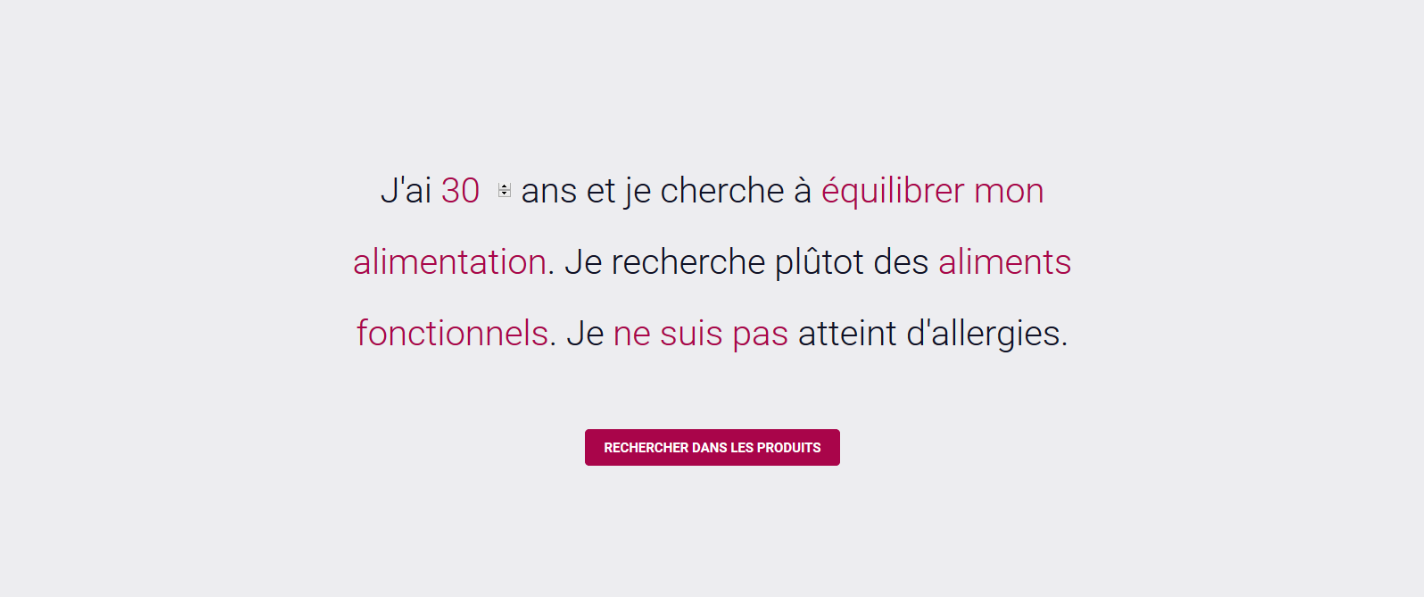 J'ai 30 ans et je cherche à équilibrer mon
alimentation. Je recherche plûtot des aliments
fonctionnels. Je ne suis pas atteint d'allergies.
RECHERCHER DANS LES PRODUITS